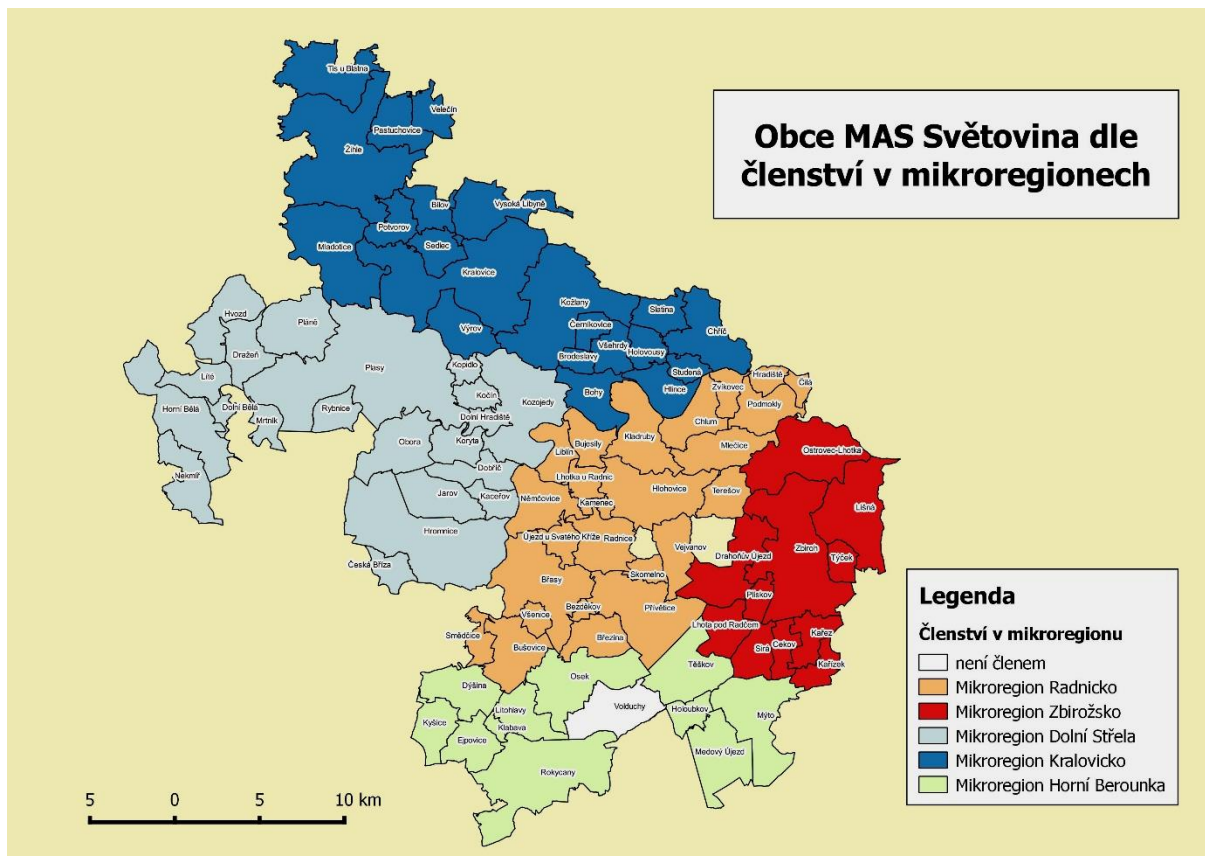 Obce MAS Světovina dle
členství v mikroregionech
Tis u Blatna
Velečín
Pastuchovice
Žihle
Bílov
Vysoká Libyně
Potvorov
Mladotice
Sedlec
Kralovice
Kožlany
Slatina
Hvozd
Pláně
Výrov
Černíkovice
Chříč
Všehrdy
Holovousy
Dražeň
Brodeslavy
Plasy
Kopidlo
Studená
Líté
Zvíkovec
Hradiště
Čilá
Bohy
Hlince
Kočín
Kozojedy
Podmokly
Horní Bělá
Dolní Bělá
Rybnice
Mrtník
Dolní Hradiště
Chlum
Kladruby
Obora
Koryta
Bujesily
Mlečice
Liblín
Ostrovec-Lhotka
Dobříč
Nekmíř
Lhotka u Radnic
Hlohovice
Terešov
Jarov
Kaceřov
Němčovice
Kamenec
Líšná
Hromnice
Újezd u Svatého Kříže
Radnice
Vejvanov
Zbiroh
Drahoňův Újezd
Týček
Česká Bříza
Skomelno
Břasy
Plískov
Bezděkov
Přívětice
Všenice
Lhota pod Radčem
Smědčice
Březina
Kařez
Bušovice
Sirá
Cekov
Kařízek
Osek
Těškov
Dýšina
Volduchy
Holoubkov
Mýto
Litohlavy
Kyšice
Klabava
Ejpovice
Medový Újezd
Rokycany
Legenda
Členství v mikroregionu
není členem
Mikroregion Radnicko
Mikroregion Zbirožsko
Mikroregion Dolní Střela
Mikroregion Kralovicko
Mikroregion Horní Berounka
5 0 5 10 km